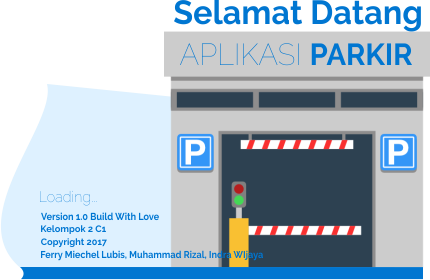 Selamat Datang
APLIKASI PARKIR
P P
Loading...
Version 1.0 Build With Love
Kelompok 2 C1
Copyright 2017
Ferry Miechel Lubis, Muhammad Rizal, Indra Wijaya